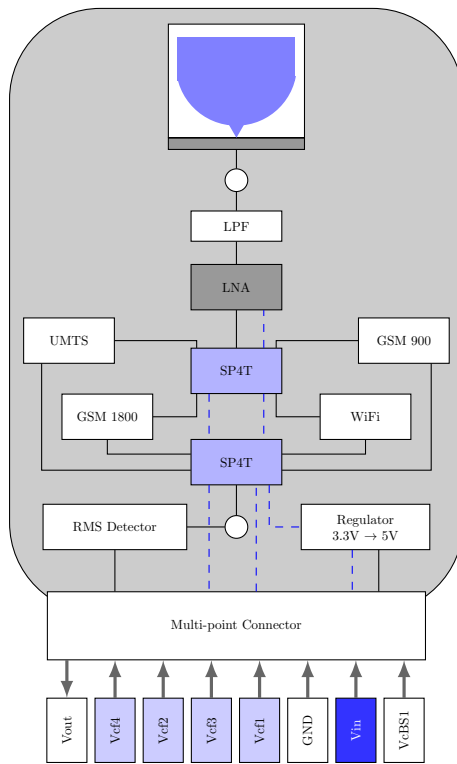 LPF
LNA
UMTS
GSM 900
SP4T
GSM 1800
WiFi
SP4T
RMS Detector
Regulator
3.3V → 5V
Multi-point Connector
Vout
Vcf4
Vcf2
Vcf3
Vcf1
GND
Vin
VcBS1